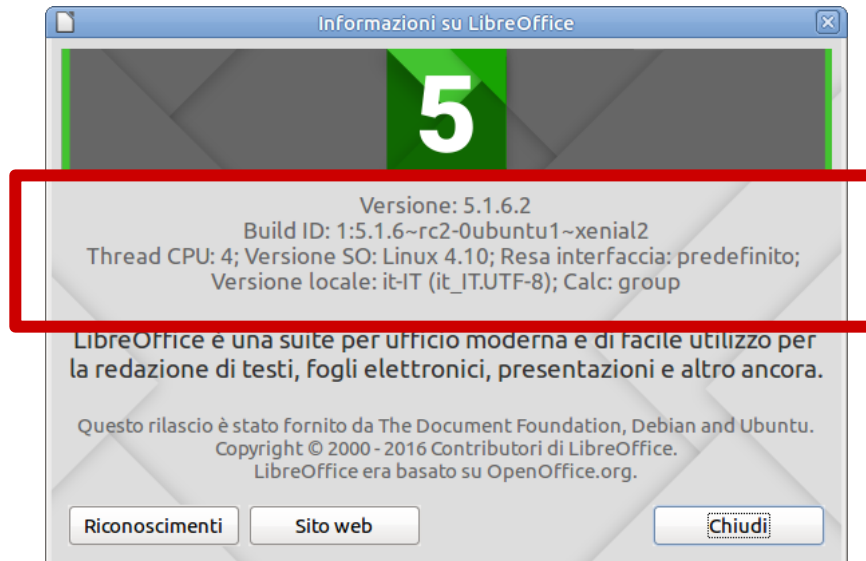 Informazioni su LibreOffice
5
Versione: 5.1.6.2
Build ID: 1:5.1.6~rc2-0ubuntu1~xenial2
Thread CPU: 4; Versione SO: Linux 4.10; Resa interfaccia: predefinito;
Versione locale: it-IT (it_IT.UTF-8); Calc: group
LibreOffice è una suite per ufficio moderna e di facile utilizzo per
la redazione di testi, fogli elettronici, presentazioni e altro ancora.
Questo rilascio è stato fornito da The Document Foundation, Debian and Ubuntu.
Copyright © 2000 - 2016 Contributori di LibreOffice.
LibreOffice era basato su OpenOffice.org.
Riconoscimenti Sito web Chiudi